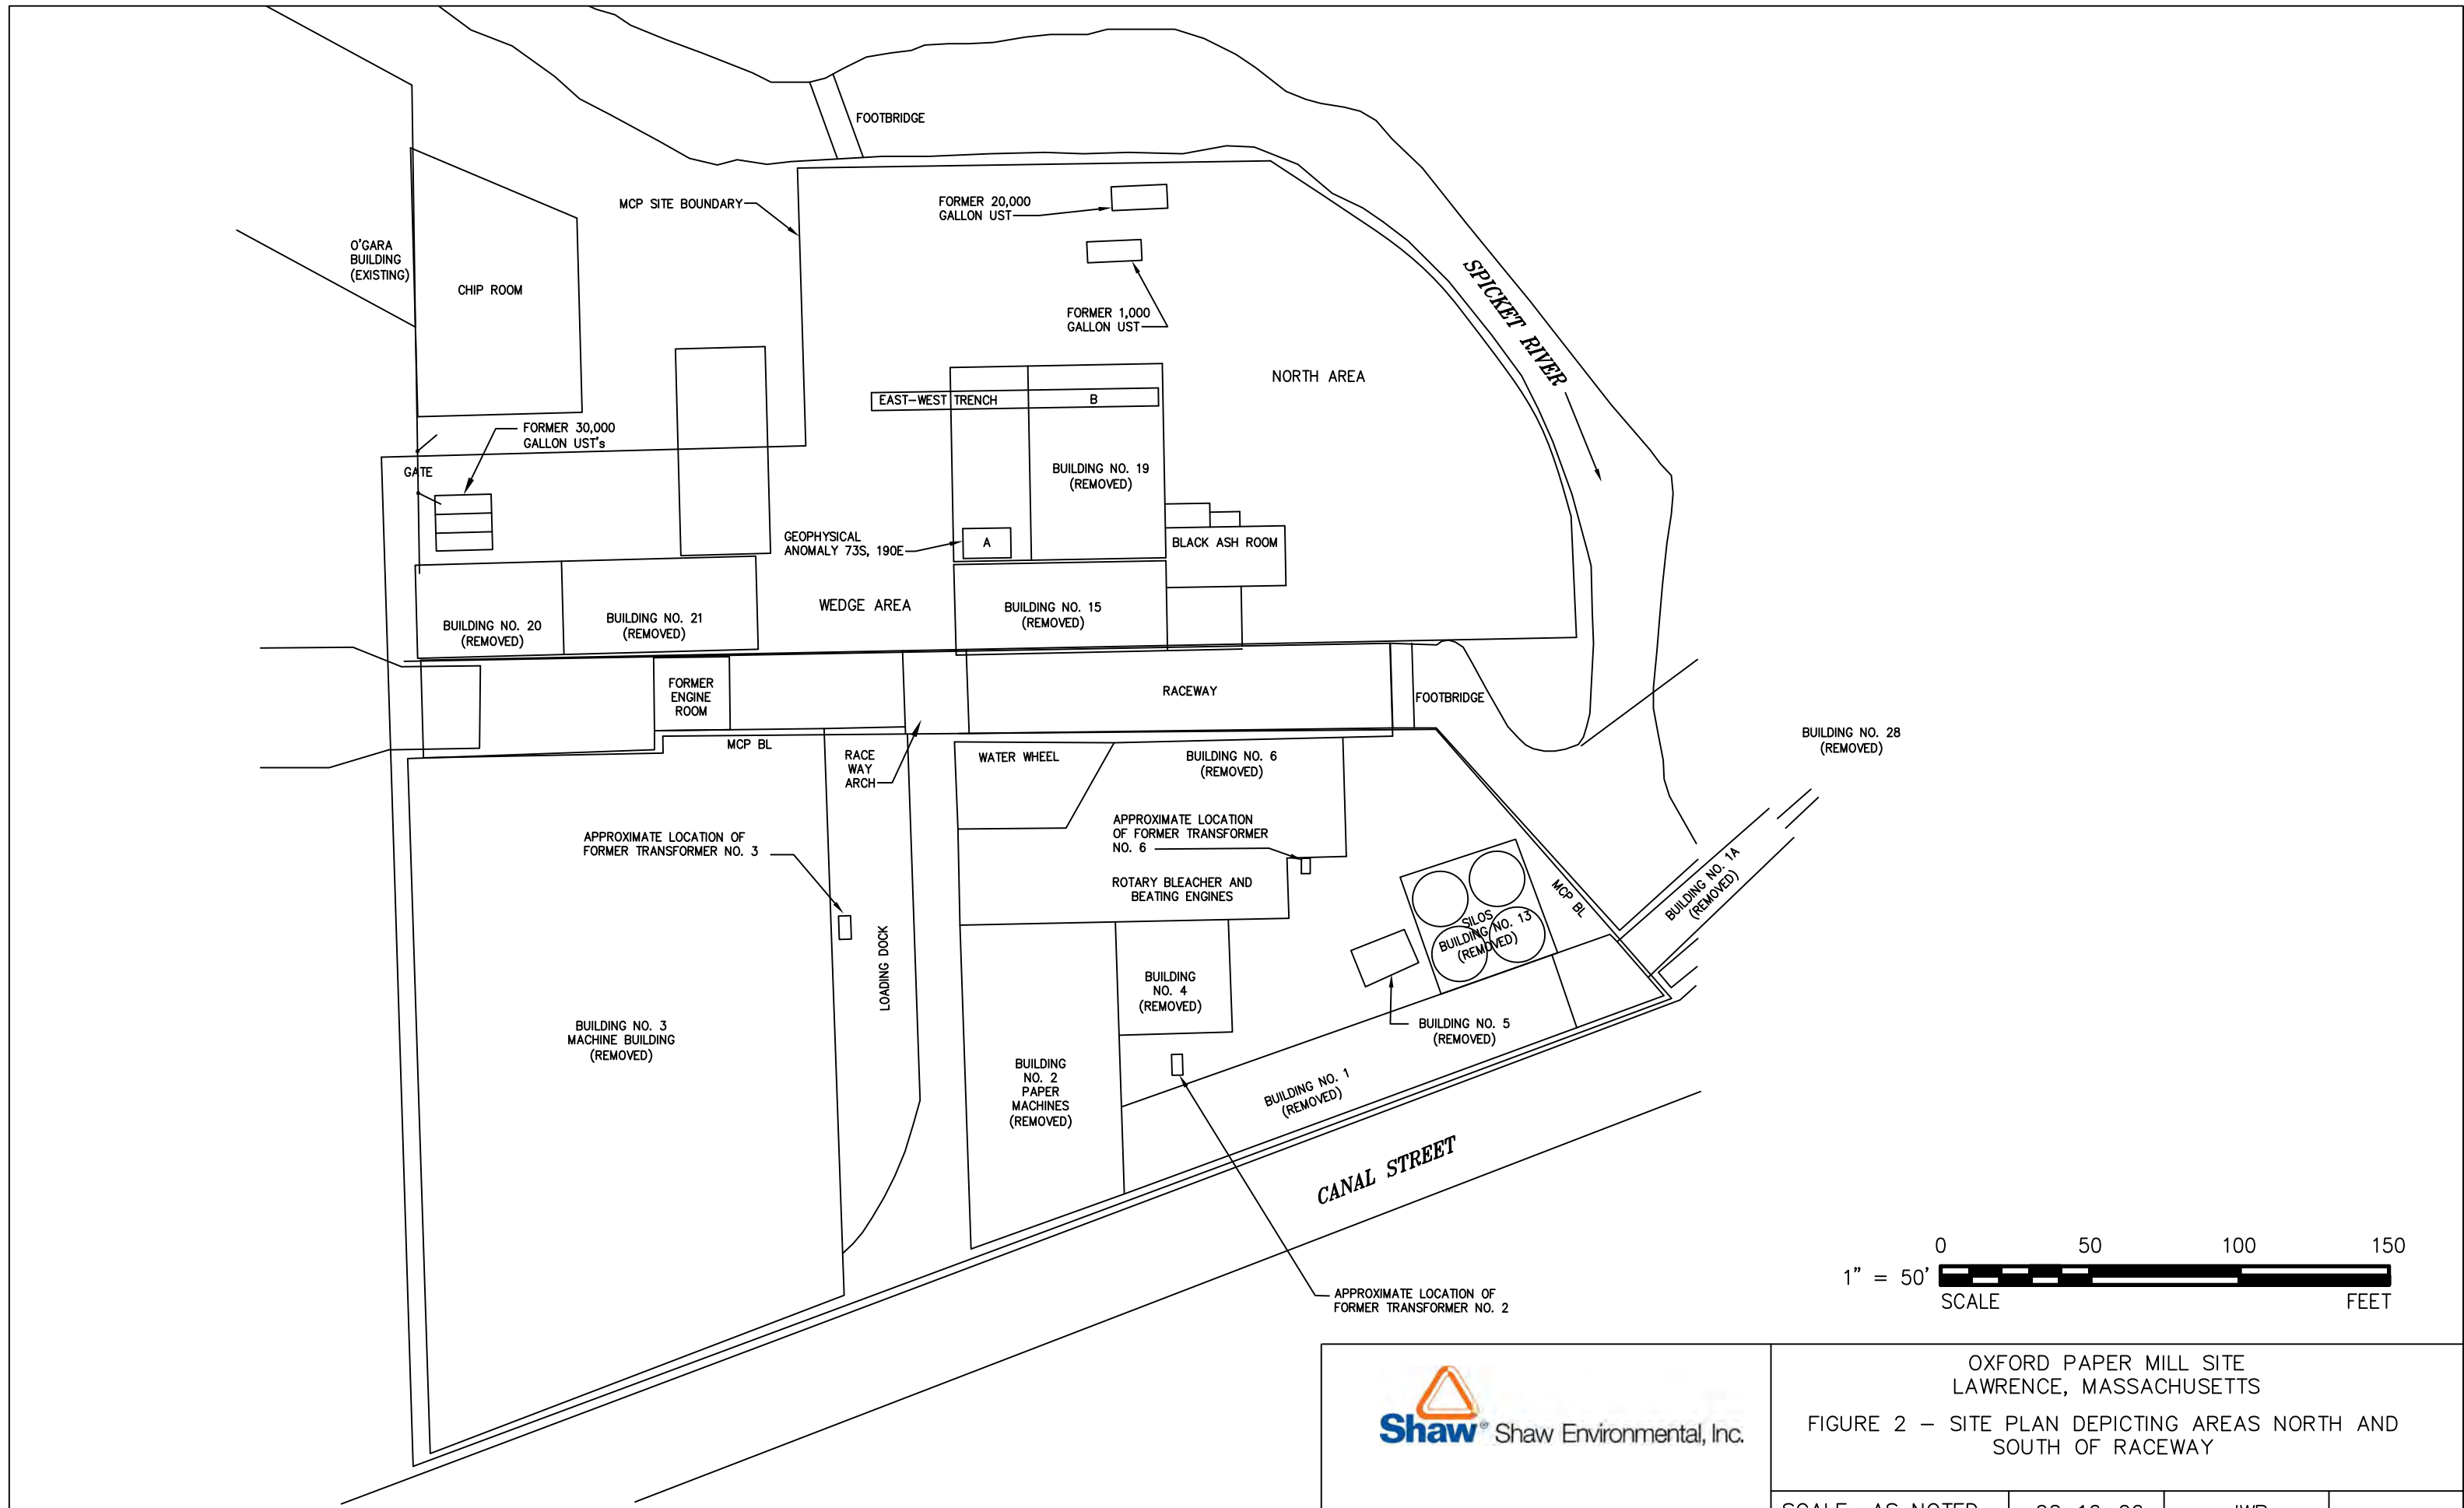 FOOTBRIDGE
MCP SITE BOUNDARY
FORMER 20,000
GALLON UST
O'GARA
BUILDING
(EXISTING)
CHIP ROOM
SPICKET RIVER
FORMER 1,000
GALLON UST
NORTH AREA
EAST-WEST TRENCH
B
FORMER 30,000
GALLON UST's
GATE
BUILDING NO. 19
(REMOVED)
GEOPHYSICAL
ANOMALY 73S, 190E
A
BLACK ASH ROOM
WEDGE AREA
BUILDING NO. 15
(REMOVED)
BUILDING NO. 20
(REMOVED)
BUILDING NO. 21
(REMOVED)
FORMER
ENGINE
ROOM
RACEWAY
FOOTBRIDGE
MCP BL
RACE
WAY
ARCH
WATER WHEEL
BUILDING NO. 6
(REMOVED)
BUILDING NO. 28
(REMOVED)
APPROXIMATE LOCATION OF
FORMER TRANSFORMER NO. 3
APPROXIMATE LOCATION
OF FORMER TRANSFORMER
NO. 6
ROTARY BLEACHER AND
BEATING ENGINES
MCP BL
BUILDING NO. 1A
(REMOVED)
SILOS
BUILDING NO. 13
(REMOVED)
LOADING DOCK
BUILDING
NO. 4
(REMOVED)
BUILDING NO. 3
MACHINE BUILDING
(REMOVED)
BUILDING NO. 5
(REMOVED)
BUILDING
NO. 2
PAPER
MACHINES
(REMOVED)
BUILDING NO. 1
(REMOVED)
CANAL STREET
APPROXIMATE LOCATION OF
FORMER TRANSFORMER NO. 2
0 50 100 150
1" = 50'
SCALE FEET
Shaw® Shaw Environmental, Inc.
OXFORD PAPER MILL SITE
LAWRENCE, MASSACHUSETTS
FIGURE 2 – SITE PLAN DEPICTING AREAS NORTH AND
SOUTH OF RACEWAY
SCALE AS NOTED